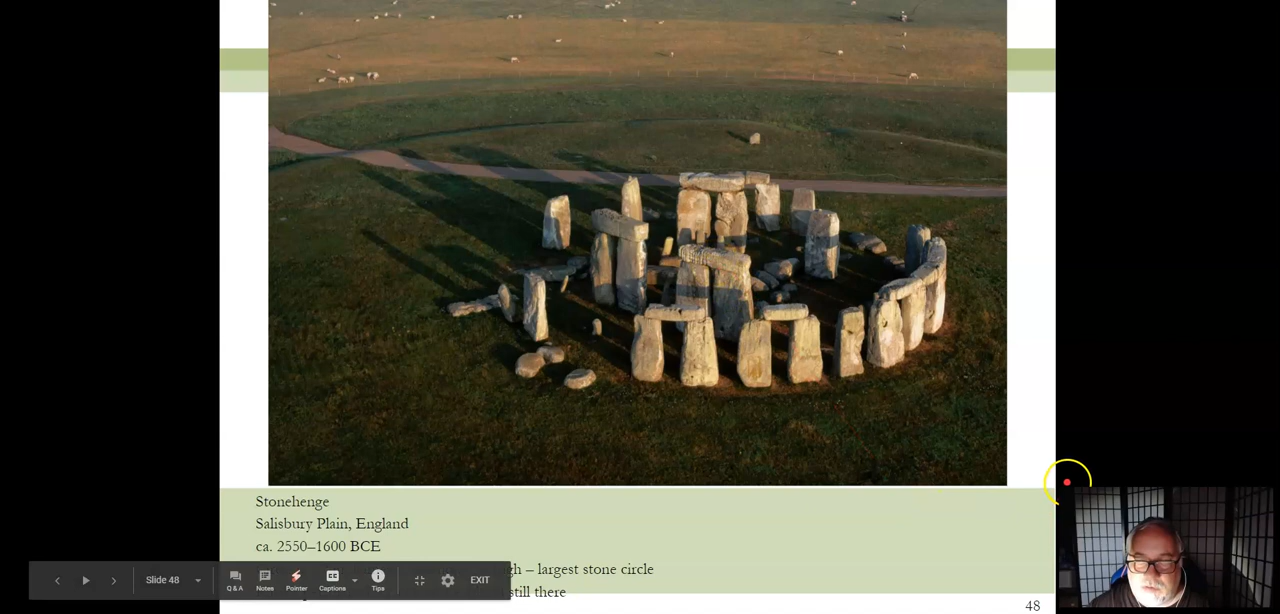 Stonehenge
Salisbury Plain, England
ca. 2550–1600 BCE
– largest stone circle
still there
Slide 48
Q & A
Notes
Pointer
Captions
Tips
EXIT
48